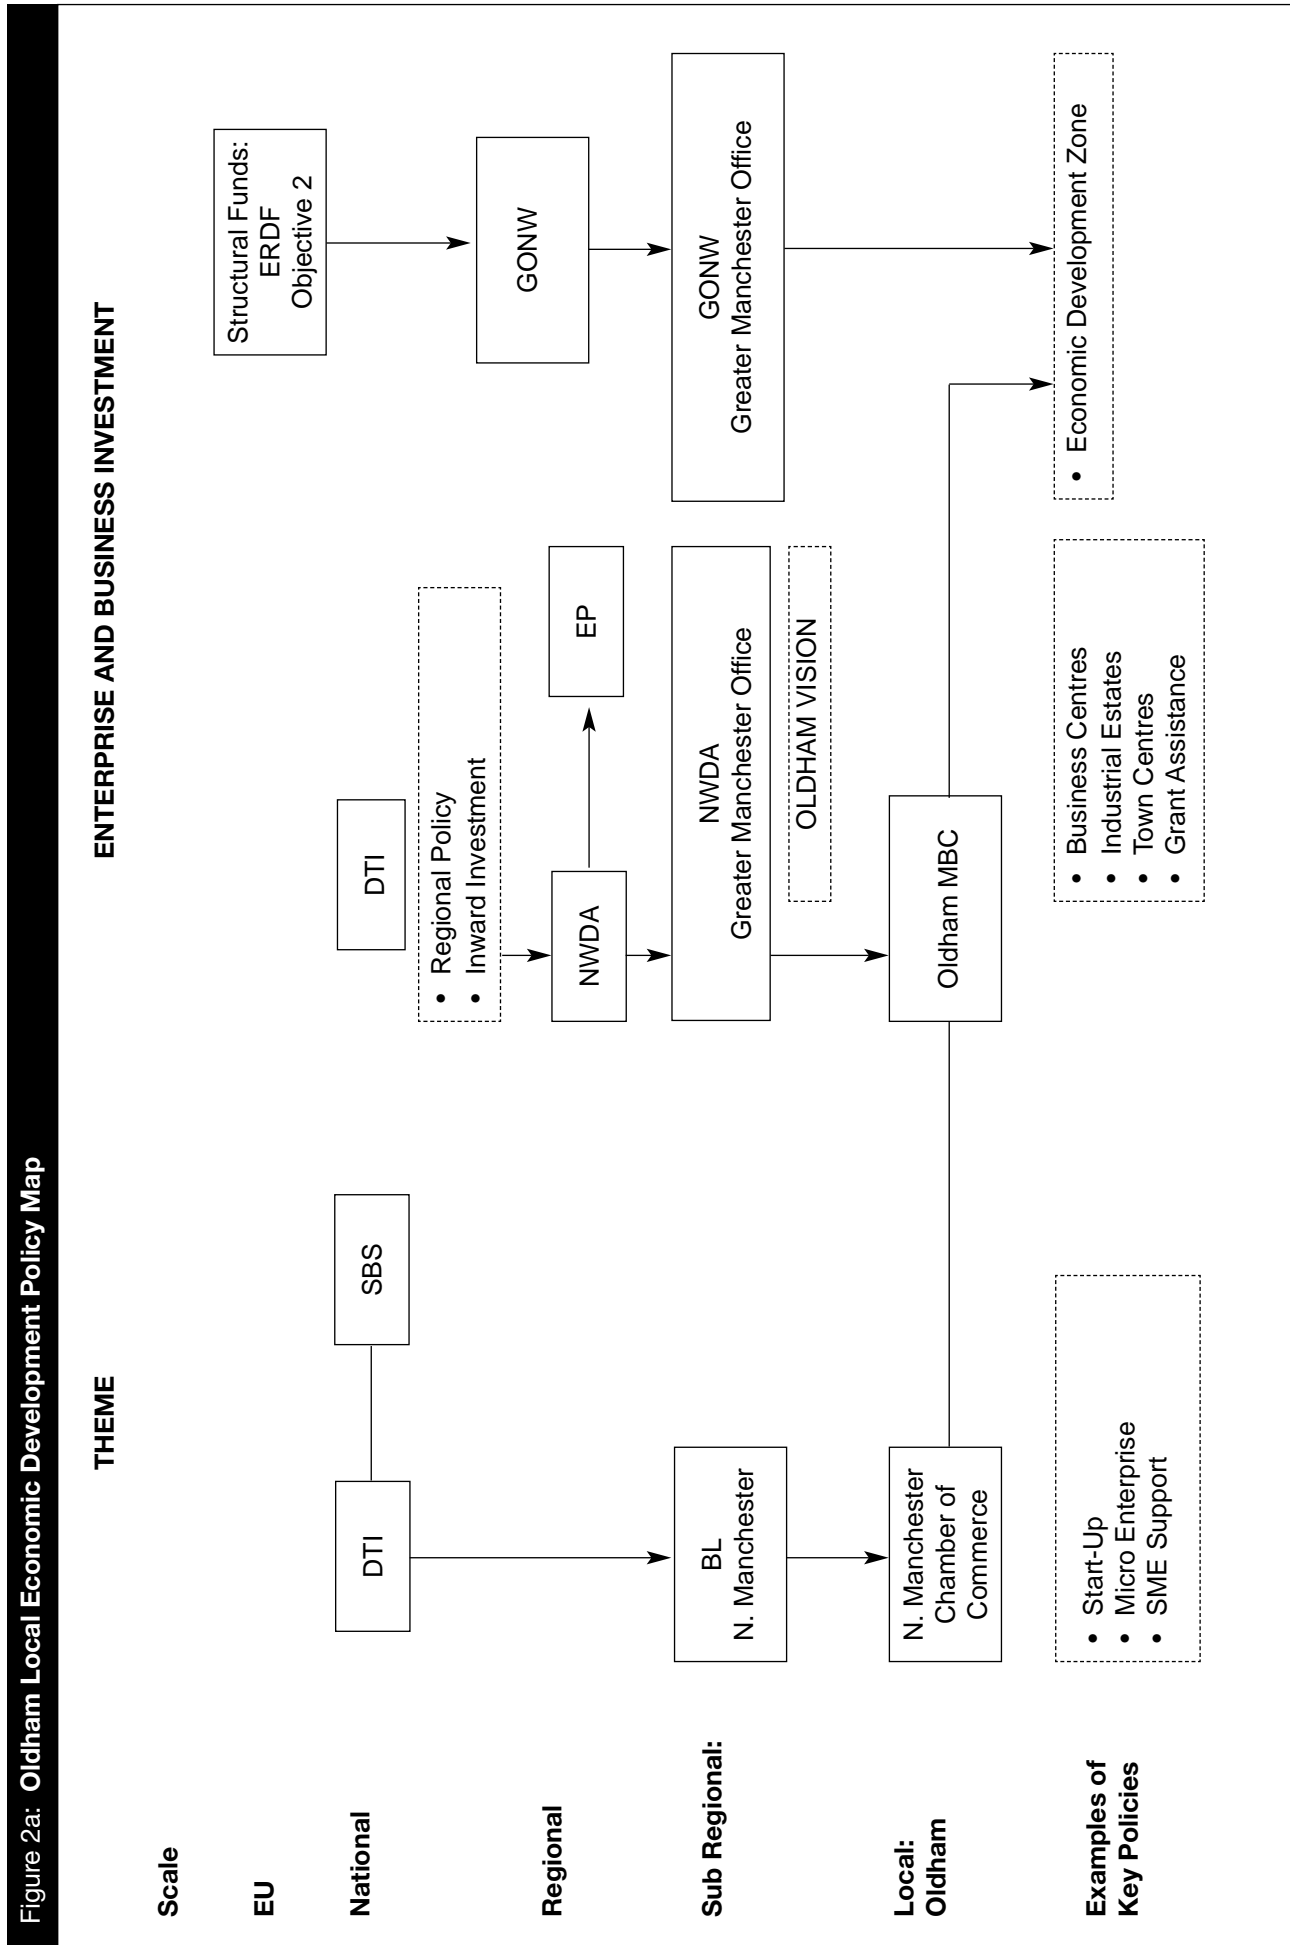 Figure 2a: Oldham Local Economic Development Policy Map
THEME
ENTERPRISE AND BUSINESS INVESTMENT
Scale
EU
Structural Funds:
ERDF
Objective 2
National
DTI
SBS
DTI
• Regional Policy
• Inward Investment
Regional
NWDA
EP
GONW
Sub Regional:
BL
N. Manchester
NWDA
Greater Manchester Office
OLDHAM VISION
GONW
Greater Manchester Office
Local:
Oldham
N. Manchester
Chamber of
Commerce
Oldham MBC
Examples of
Key Policies
• Start-Up
• Micro Enterprise
• SME Support
• Business Centres
• Industrial Estates
• Town Centres
• Grant Assistance
• Economic Development Zone